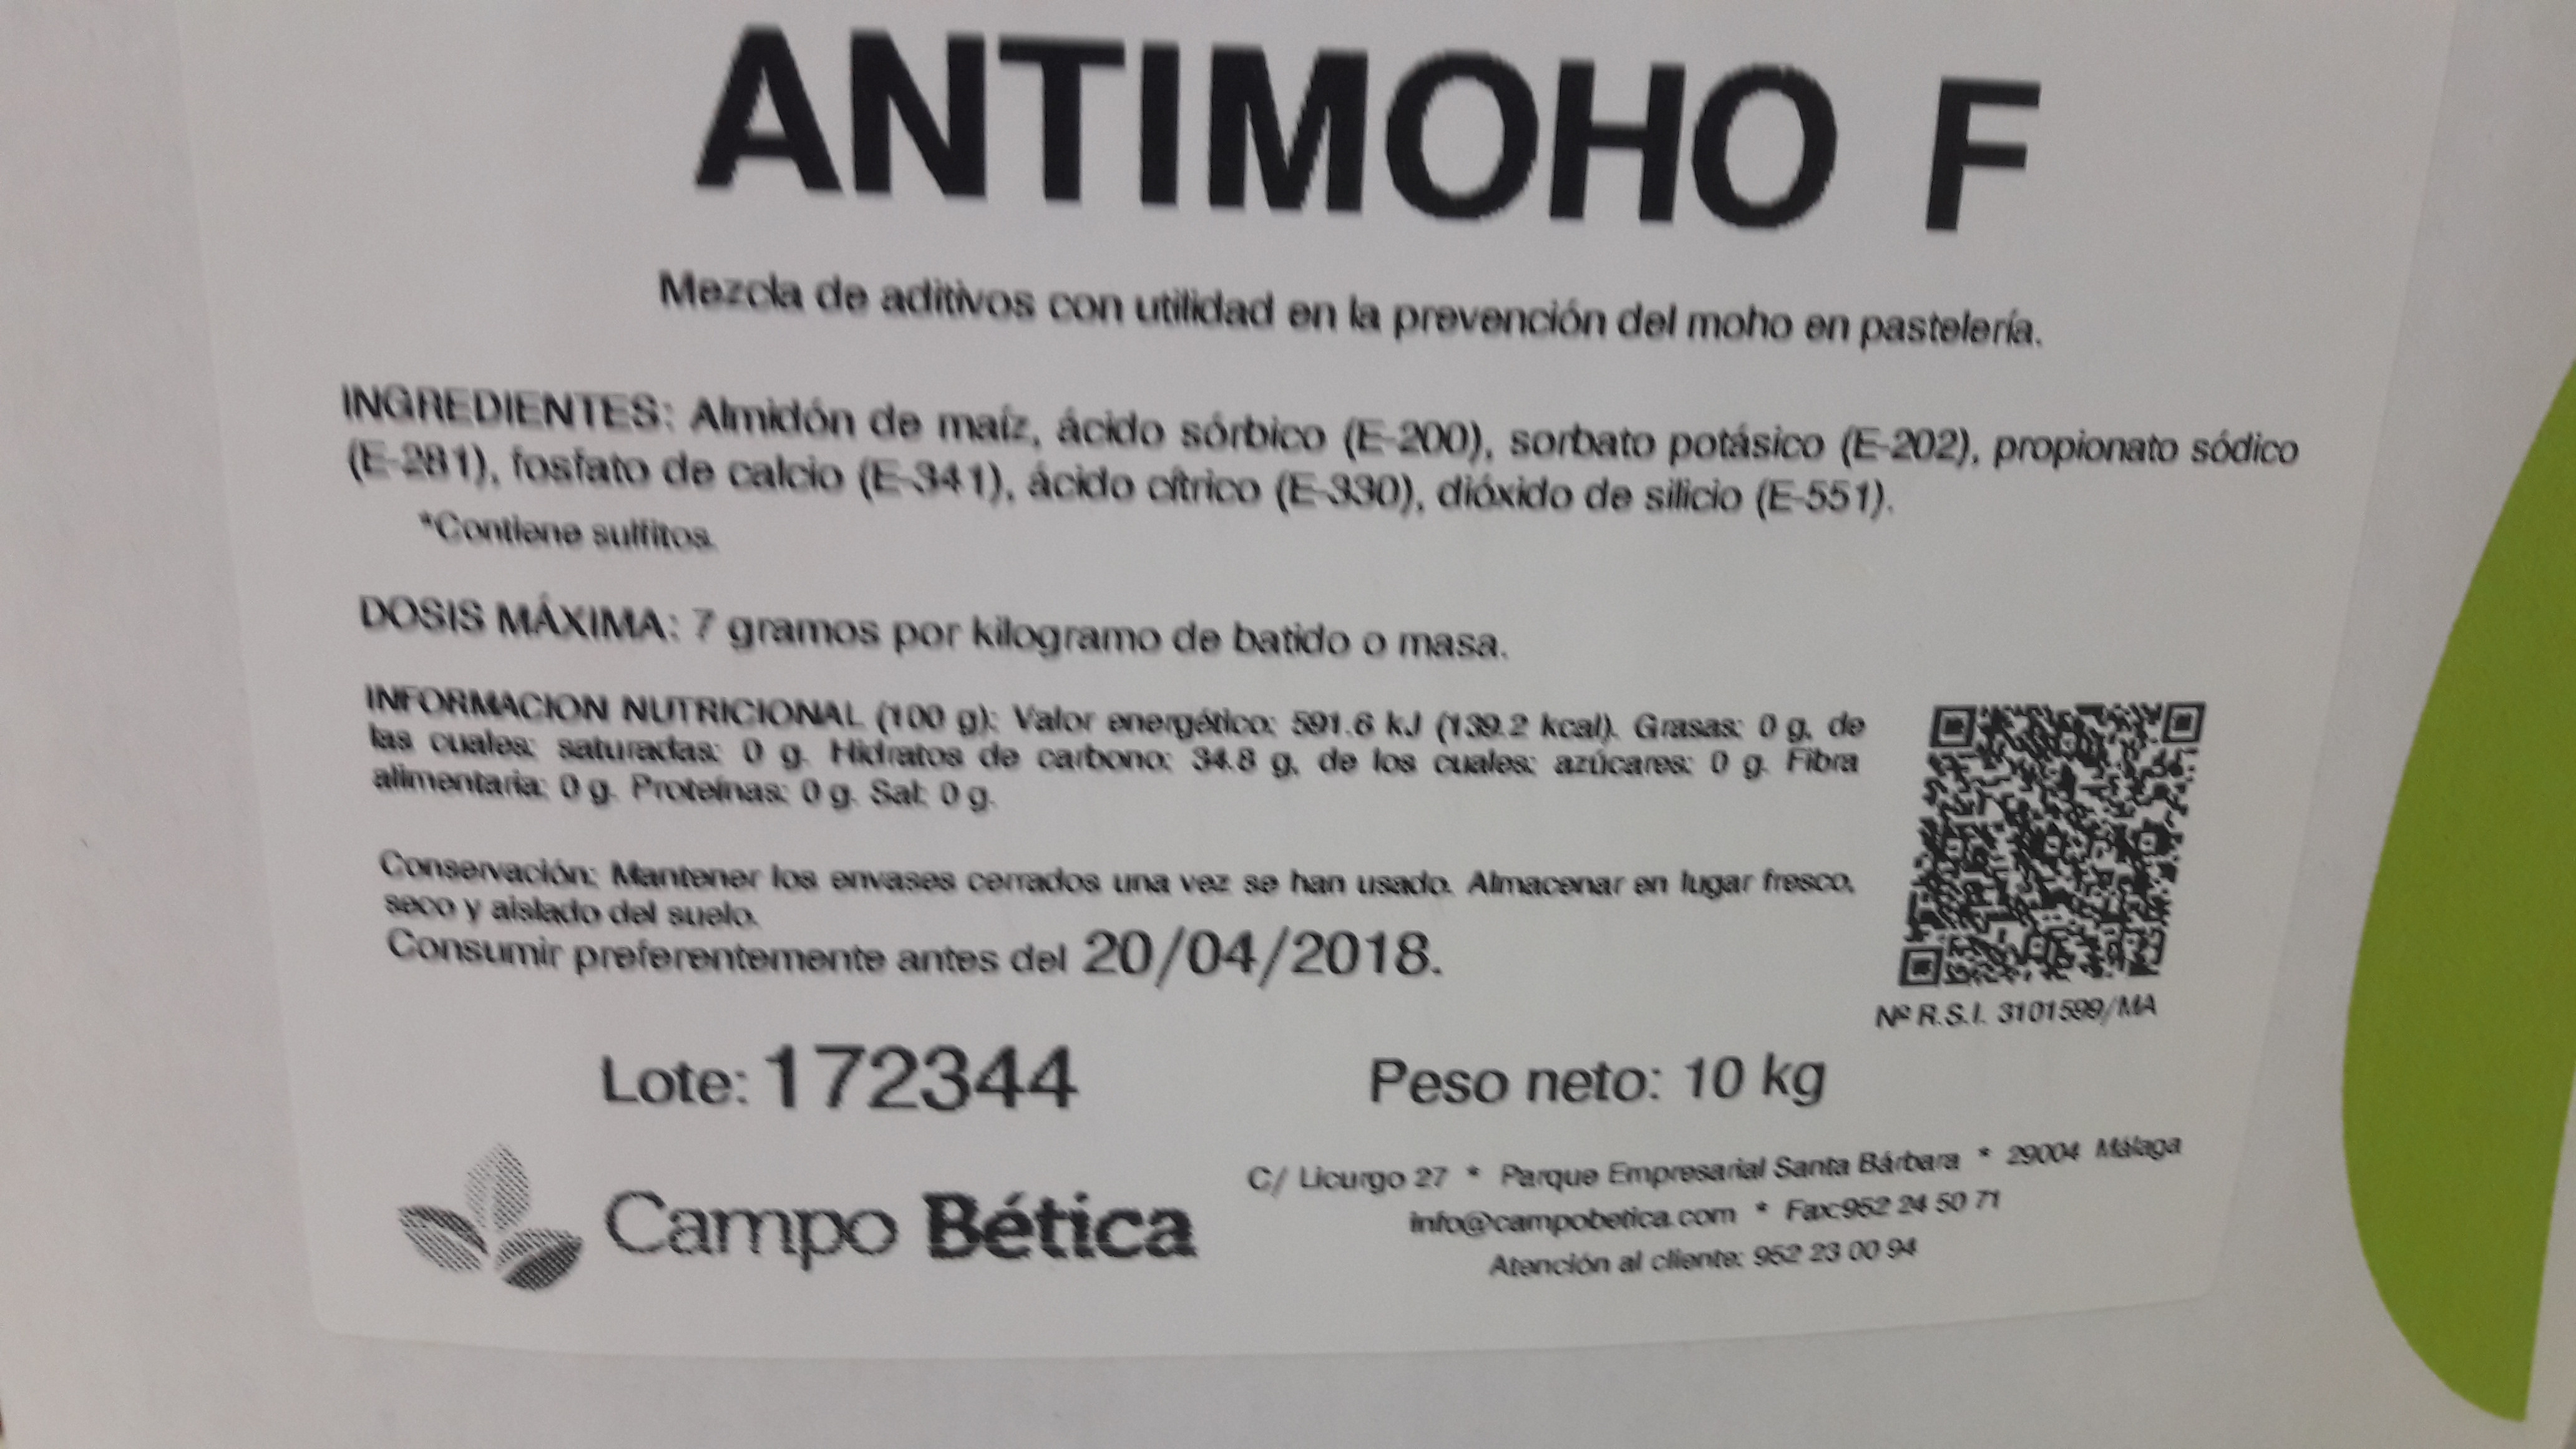 ANTIMOHO F
Mezcla de aditivos con utilidad en la prevención del moho en pastelería.
INGREDIENTES: Almidón de maíz, ácido sórbico (E-200), sorbato potásico (E-202), propionato sódico
(E-281), fosfato de calcio (E-341), ácido cítrico (E-330), dióxido de silicio (E-551).
*Contiene sulfitos.
DOSIS MÁXIMA: 7 gramos por kilogramo de batido o masa.
INFORMACION NUTRICIONAL (100 g): Valor energético: 591.6 kJ (139.2 kcal). Grasas: 0 g, de
las cuales: saturadas: 0 g. Hidratos de carbono: 34.8 g, de los cuales: azúcares: 0 g. Fibra
alimentaria: 0 g. Proteínas: 0 g. Sal: 0 g.
Conservación: Mantener los envases cerrados una vez se han usado. Almacenar en lugar fresco,
seco y aislado del suelo.
Consumir preferentemente antes del 20/04/2018.
Nº R.S.I. 3101599/MA
Lote: 172344
Peso neto: 10 kg
Campo Bética
C/ Licurgo 27 * Parque Empresarial Santa Bárbara * 29004 Málaga
info@campobetica.com * Fax:952 24 50 71
Atención al cliente: 952 23 00 94